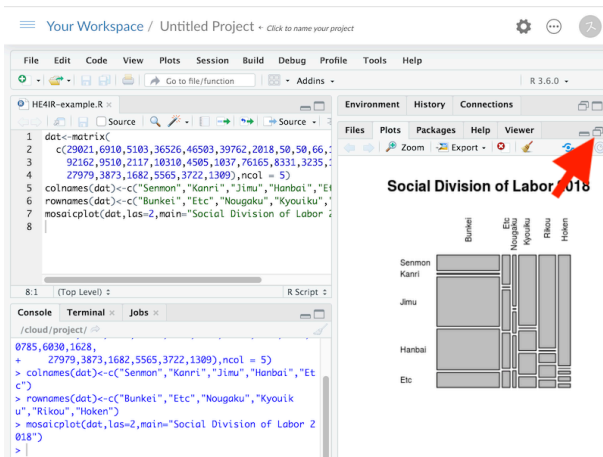 Your Workspace / Untitled Project • Click to name your project
ス
File Edit Code View Plots Session Build Debug Profile Tools Help
Go to file/function
Addins
R 3.6.0
HE4IR-example.R
Source
Source
1 dat<-matrix(
2 c(29021,6910,5103,36526,46503,39762,2018,50,50,66,
3 92162,9510,2117,10310,4505,1037,76165,8331,3235,
4 27979,3873,1682,5565,3722,1309),ncol = 5)
5 colnames(dat)<-c("Senmon","Kanri","Jimu","Hanbai","Et
6 rownames(dat)<-c("Bunkei","Etc","Nougaku","Kyouiku",
7 mosaicplot(dat,las=2,main="Social Division of Labor 2
8
8:1 (Top Level) R Script
Console Terminal Jobs
/cloud/project/
0785,6030,1628,
+ 27979,3873,1682,5565,3722,1309),ncol = 5)
> colnames(dat)<-c("Senmon","Kanri","Jimu","Hanbai","Et
c")
> rownames(dat)<-c("Bunkei","Etc","Nougaku","Kyouik
u","Rikou","Hoken")
> mosaicplot(dat,las=2,main="Social Division of Labor 2
018")
>
Environment History Connections
Files Plots Packages Help Viewer
Zoom Export
Social Division of Labor 2018
Bunkei
Etc
Nougaku
Kyouiku
Rikou
Hoken
Senmon
Kanri
Jimu
Hanbai
Etc